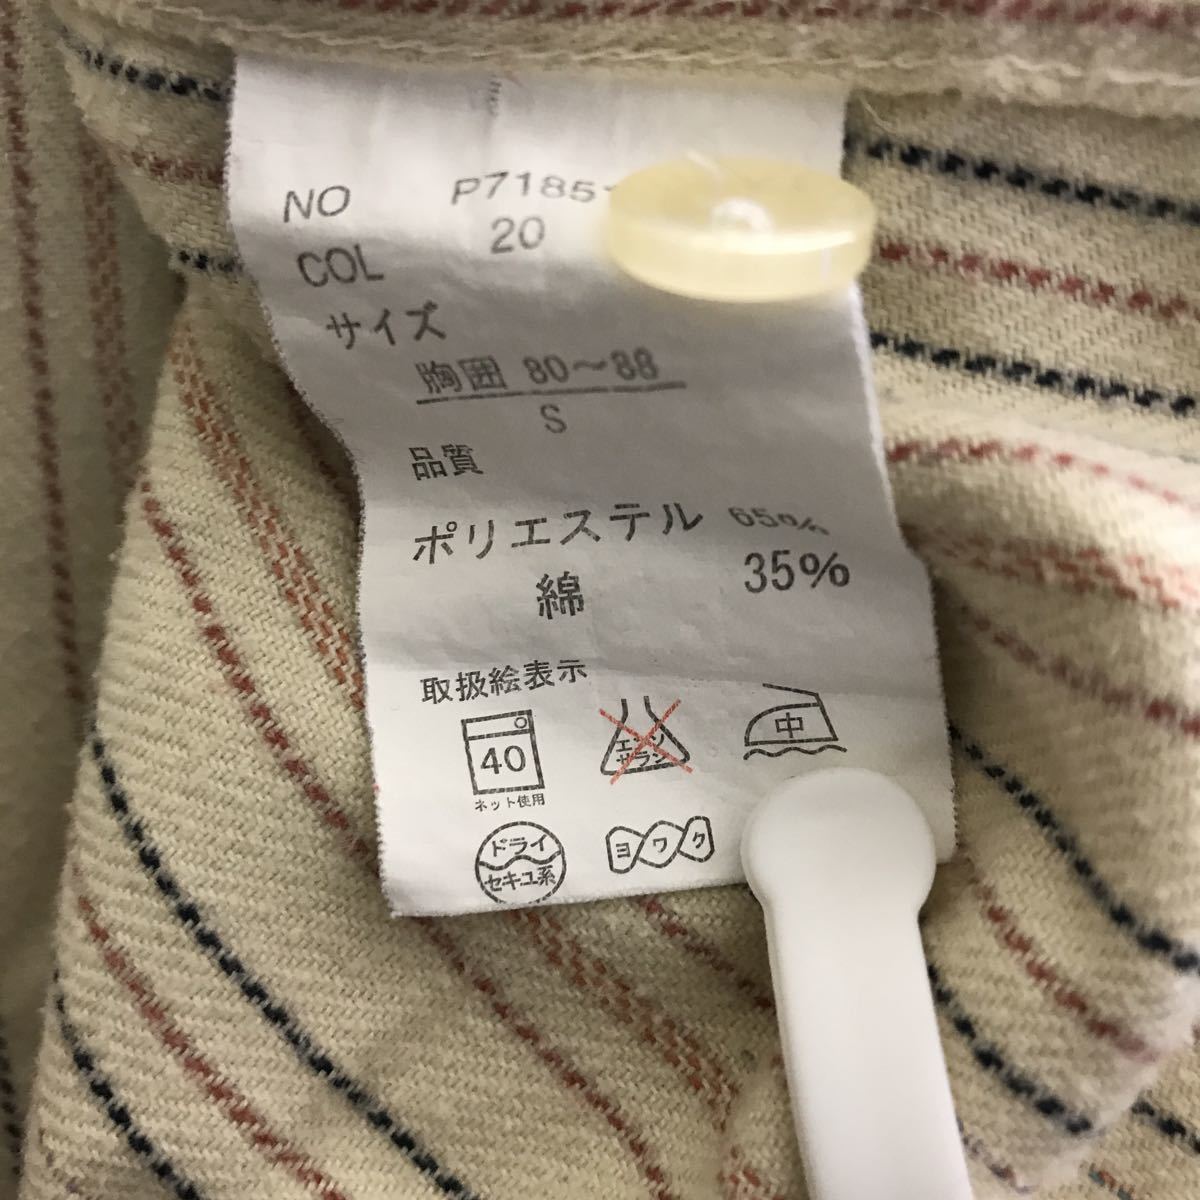 NO P7185
COL 20
サイズ
胸囲 80～88
S
品質
ポリエステル 65%
綿 35%
取扱絵表示
40
エンソ
サラシ
中
ネット使用
ドライ
セキユ系
ヨワク